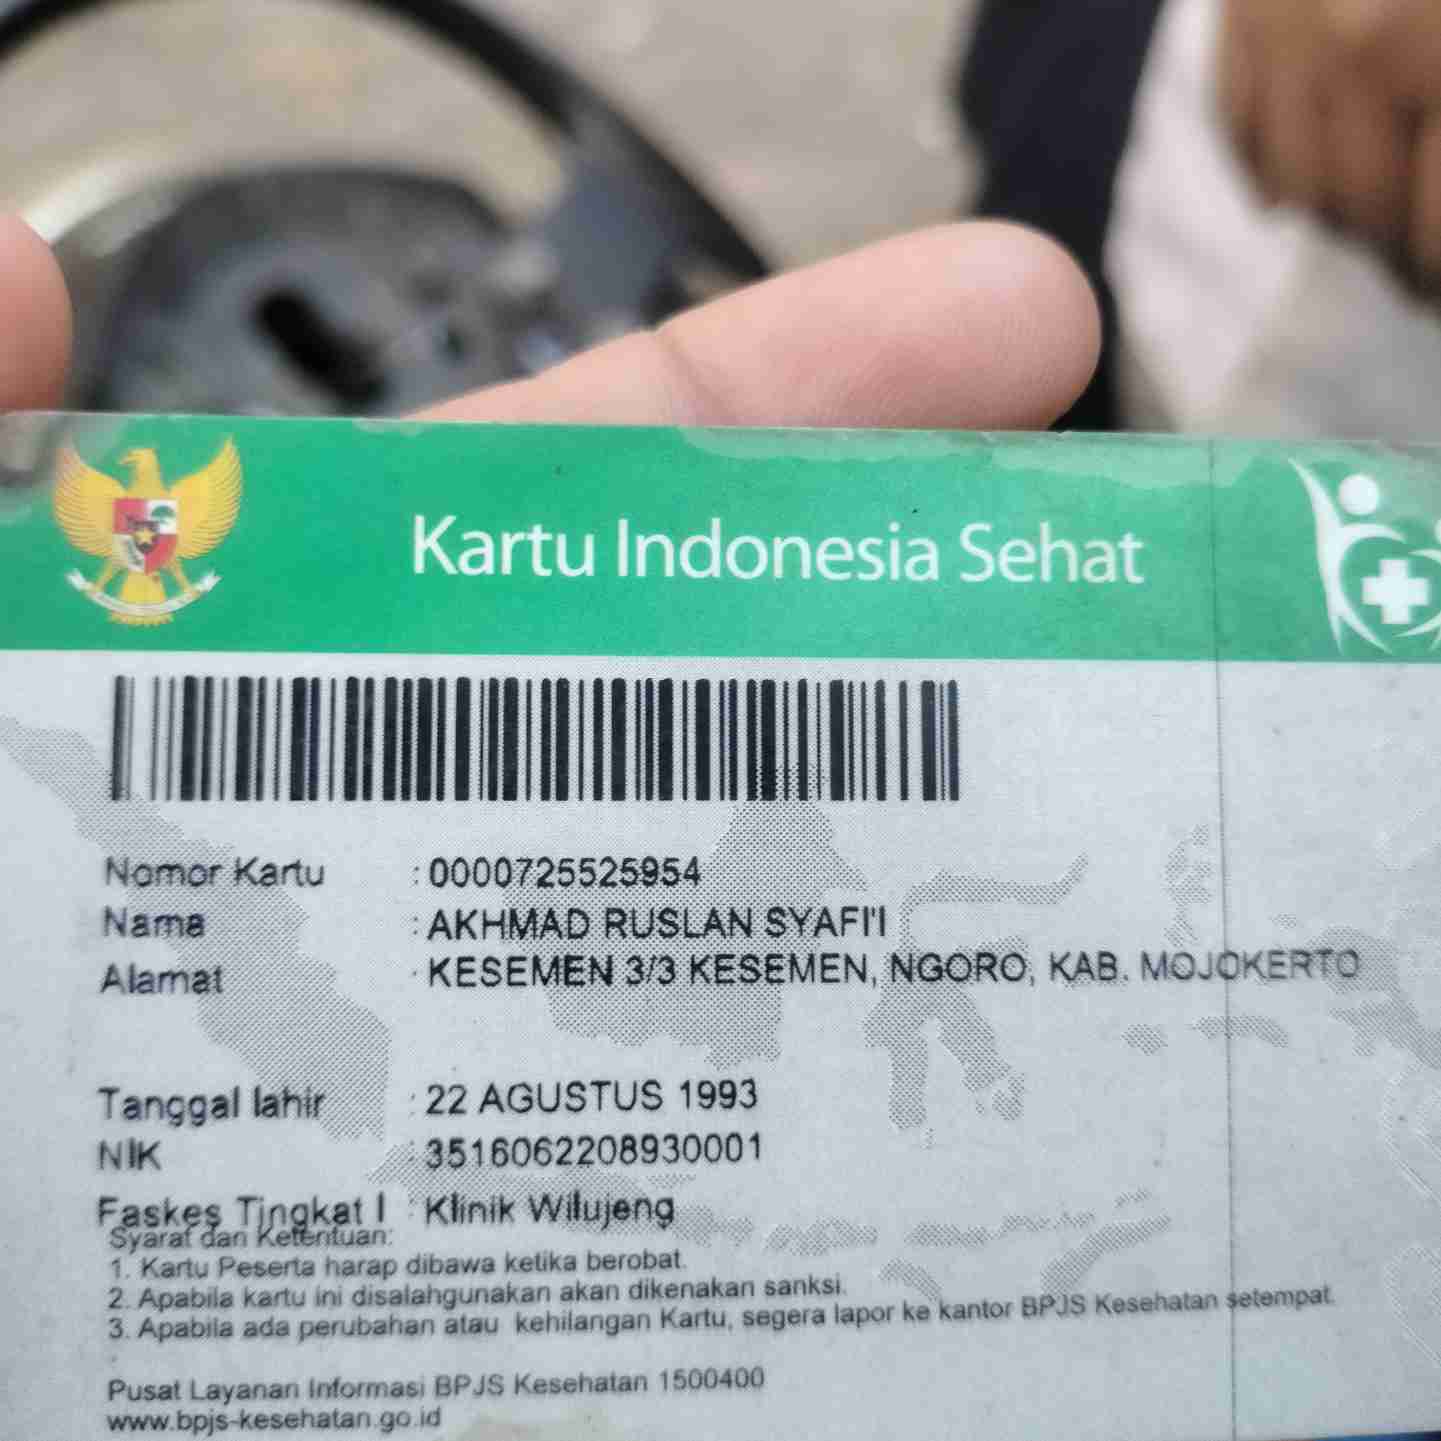 Kartu Indonesia Sehat
Nomor Kartu : 0000725525954
Nama : AKHMAD RUSLAN SYAFI'I
Alamat : KESEMEN 3/3 KESEMEN, NGORO, KAB. MOJOKERTO
Tanggal lahir : 22 AGUSTUS 1993
NIK : 3516062208930001
Faskes Tingkat I : Klinik Wilujeng
Syarat dan Ketentuan:
1. Kartu Peserta harap dibawa ketika berobat.
2. Apabila kartu ini disalahgunakan akan dikenakan sanksi.
3. Apabila ada perubahan atau kehilangan Kartu, segera lapor ke kantor BPJS Kesehatan setempat.
Pusat Layanan Informasi BPJS Kesehatan 1500400
www.bpjs-kesehatan.go.id